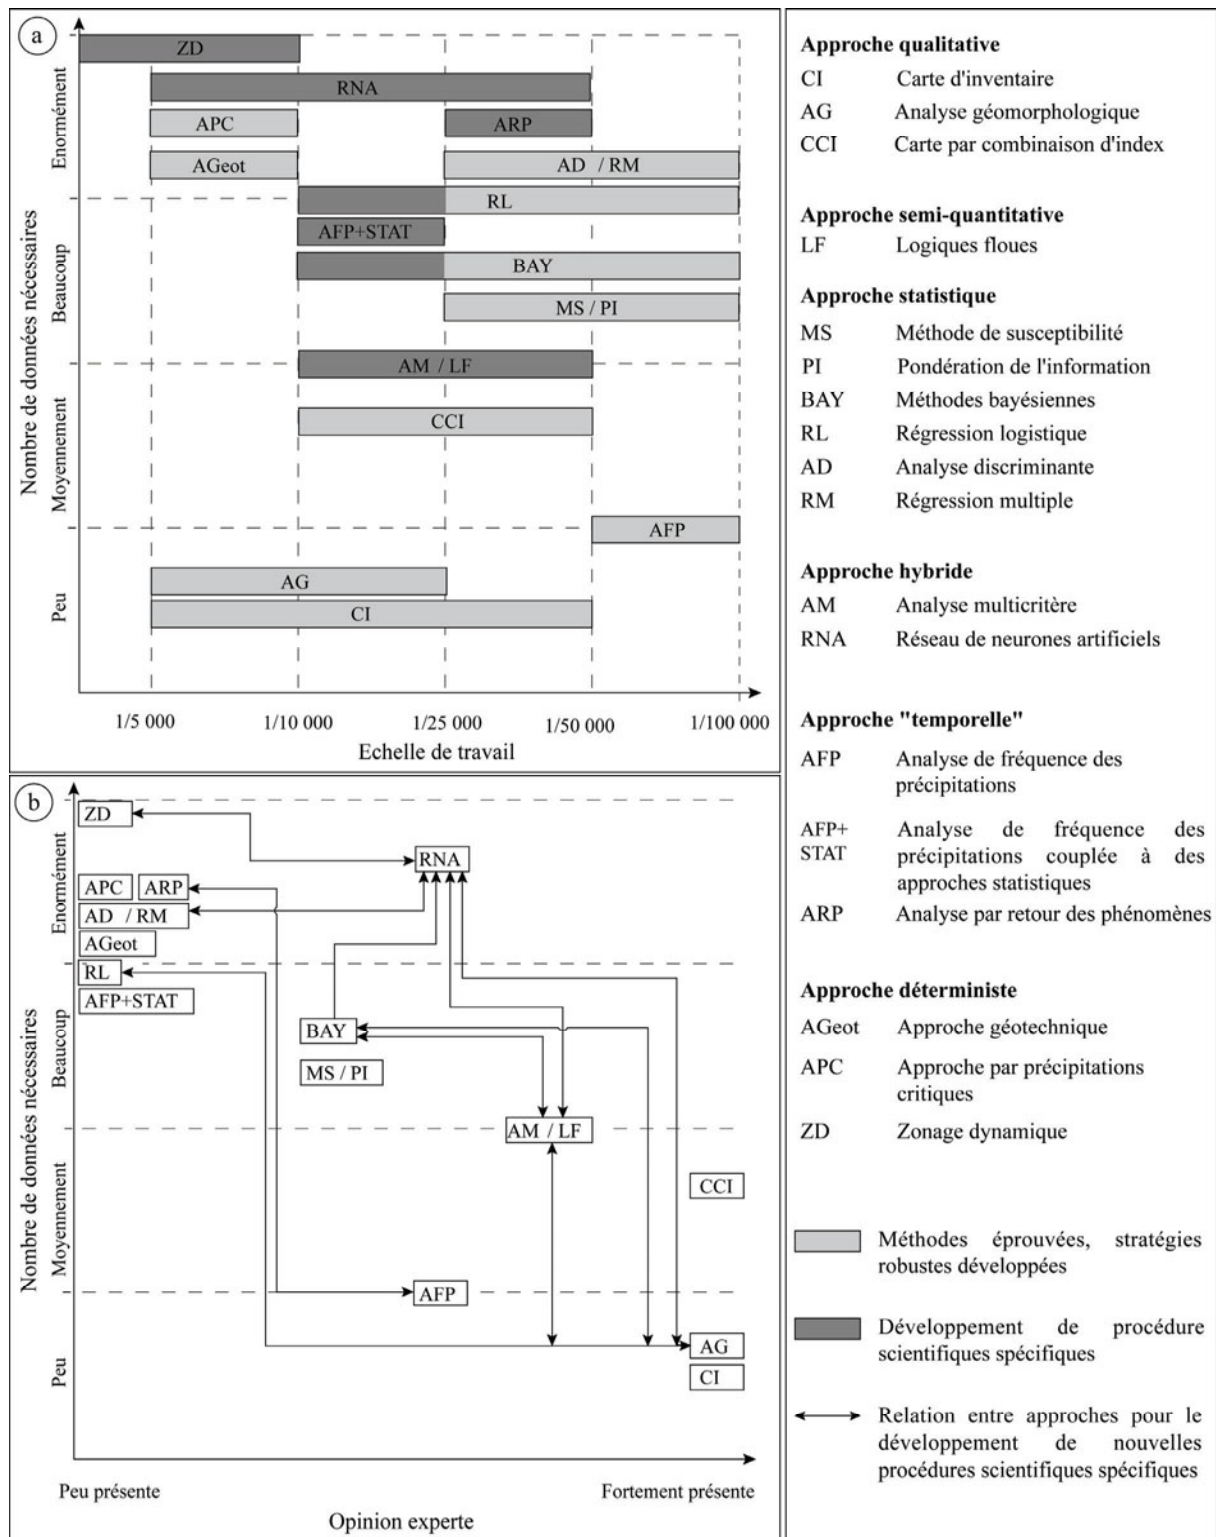 a
ZD
RNA
APC
ARP
AGeot
AD / RM
RL
AFP+STAT
BAY
MS / PI
AM / LF
CCI
AFP
AG
CI
Nombre de données nécessaires
Enormément
Beaucoup
Moyennement
Peu
1/5 000
1/10 000
1/25 000
1/50 000
1/100 000
Echelle de travail
b
ZD
RNA
APC
ARP
AD / RM
AGeot
RL
AFP+STAT
BAY
MS / PI
AM / LF
CCI
AFP
AG
CI
Nombre de données nécessaires
Enormément
Beaucoup
Moyennement
Peu
Peu présente
Fortement présente
Opinion experte
Approche qualitative
CI Carte d'inventaire
AG Analyse géomorphologique
CCI Carte par combinaison d'index
Approche semi-quantitative
LF Logiques floues
Approche statistique
MS Méthode de susceptibilité
PI Pondération de l'information
BAY Méthodes bayésiennes
RL Régression logistique
AD Analyse discriminante
RM Régression multiple
Approche hybride
AM Analyse multicritère
RNA Réseau de neurones artificiels
Approche "temporelle"
AFP Analyse de fréquence des
précipitations
AFP+ Analyse de fréquence des
STAT précipitations couplée à des
approches statistiques
ARP Analyse par retour des phénomènes
Approche déterministe
AGeot Approche géotechnique
APC Approche par précipitations
critiques
ZD Zonage dynamique
Méthodes éprouvées, stratégies
robustes développées
Développement de procédure
scientifiques spécifiques
Relation entre approches pour le
développement de nouvelles
procédures scientifiques spécifiques